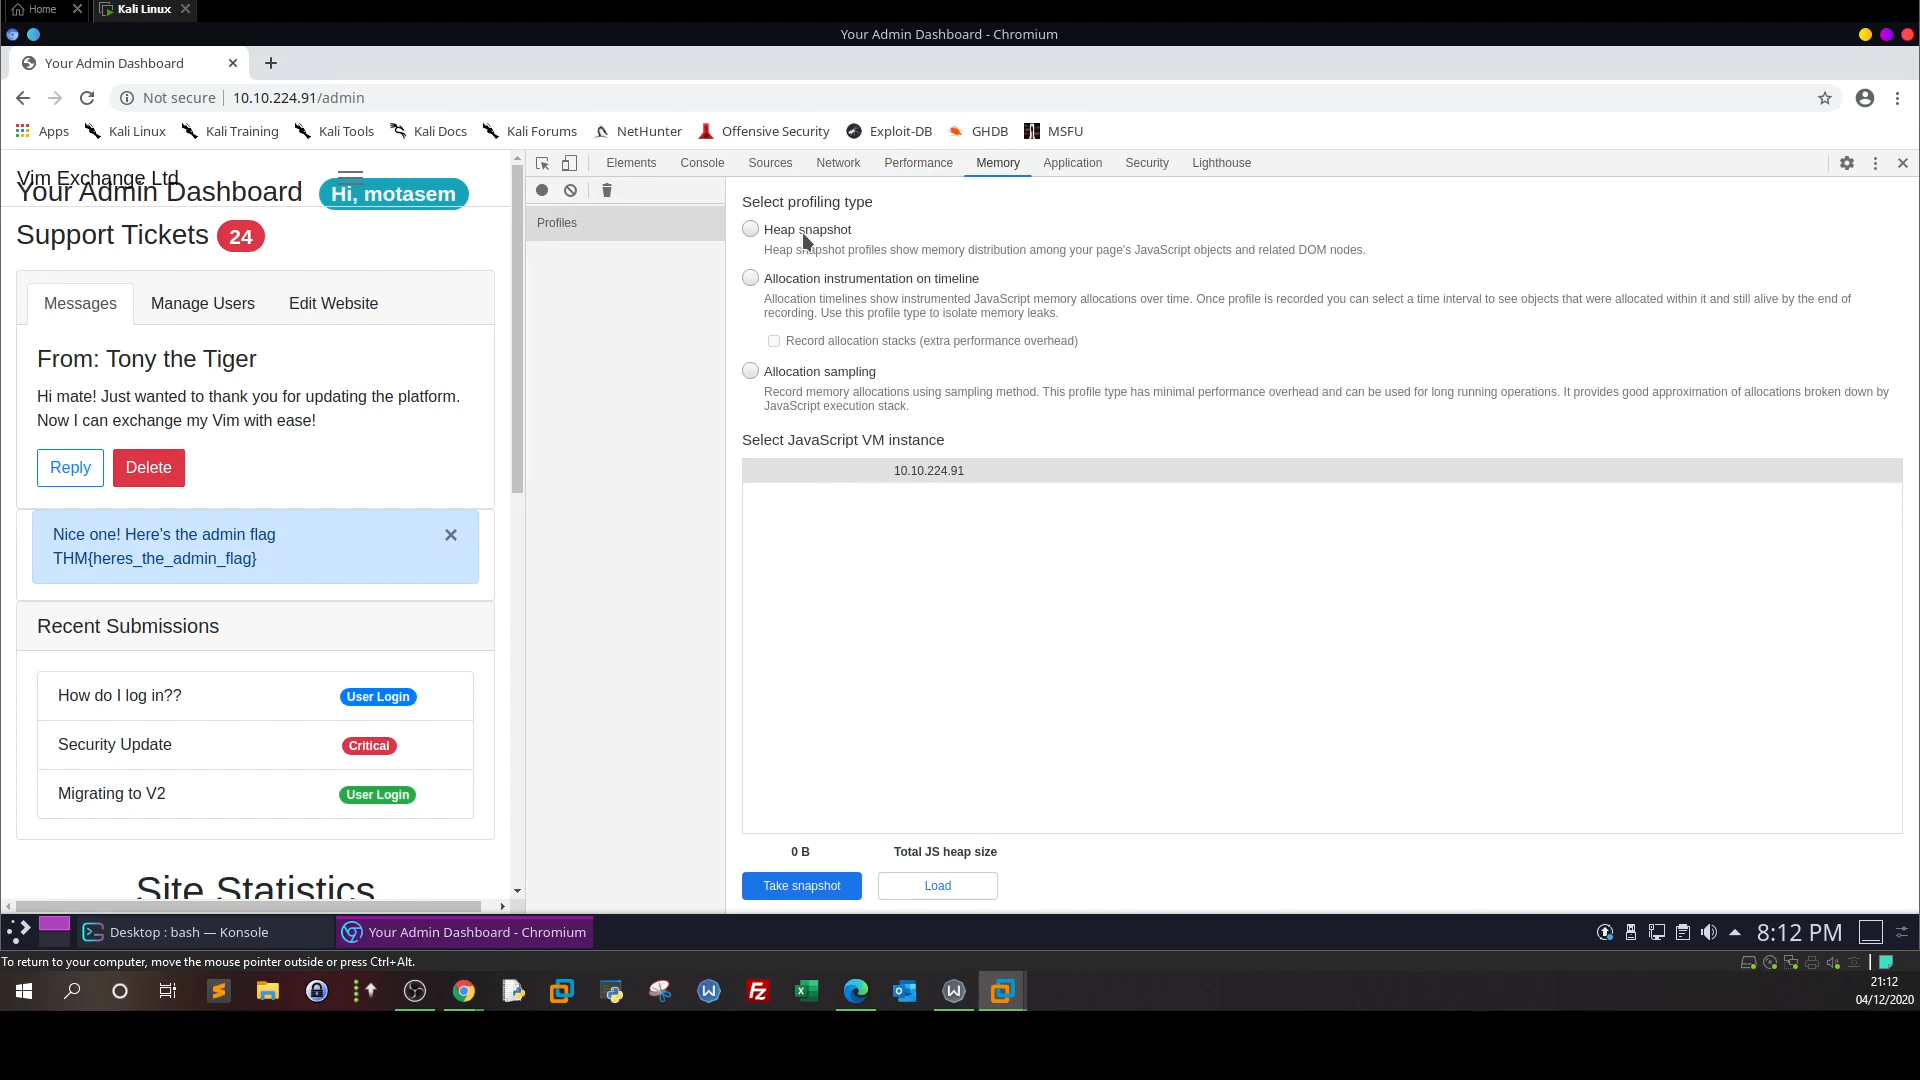 Home
Kali Linux
Your Admin Dashboard - Chromium
Your Admin Dashboard
Not secure
10.10.224.91/admin
Apps
Kali Linux
Kali Training
Kali Tools
Kali Docs
Kali Forums
NetHunter
Offensive Security
Exploit-DB
GHDB
MSFU
Elements
Console
Sources
Network
Performance
Memory
Application
Security
Lighthouse
Vim Exchange Ltd
Your Admin Dashboard
Hi, motasem
Support Tickets 24
Messages
Manage Users
Edit Website
From: Tony the Tiger
Hi mate! Just wanted to thank you for updating the platform.
Now I can exchange my Vim with ease!
Reply
Delete
Nice one! Here's the admin flag
THM{heres_the_admin_flag}
Recent Submissions
How do I log in??
User Login
Security Update
Critical
Migrating to V2
User Login
Site Statistics
Profiles
Select profiling type
Heap snapshot
Heap snapshot profiles show memory distribution among your page's JavaScript objects and related DOM nodes.
Allocation instrumentation on timeline
Allocation timelines show instrumented JavaScript memory allocations over time. Once profile is recorded you can select a time interval to see objects that were allocated within it and still alive by the end of
recording. Use this profile type to isolate memory leaks.
Record allocation stacks (extra performance overhead)
Allocation sampling
Record memory allocations using sampling method. This profile type has minimal performance overhead and can be used for long running operations. It provides good approximation of allocations broken down by
JavaScript execution stack.
Select JavaScript VM instance
10.10.224.91
0 B
Total JS heap size
Take snapshot
Load
Desktop : bash — Konsole
Your Admin Dashboard - Chromium
8:12 PM
To return to your computer, move the mouse pointer outside or press Ctrl+Alt.
21:12
04/12/2020